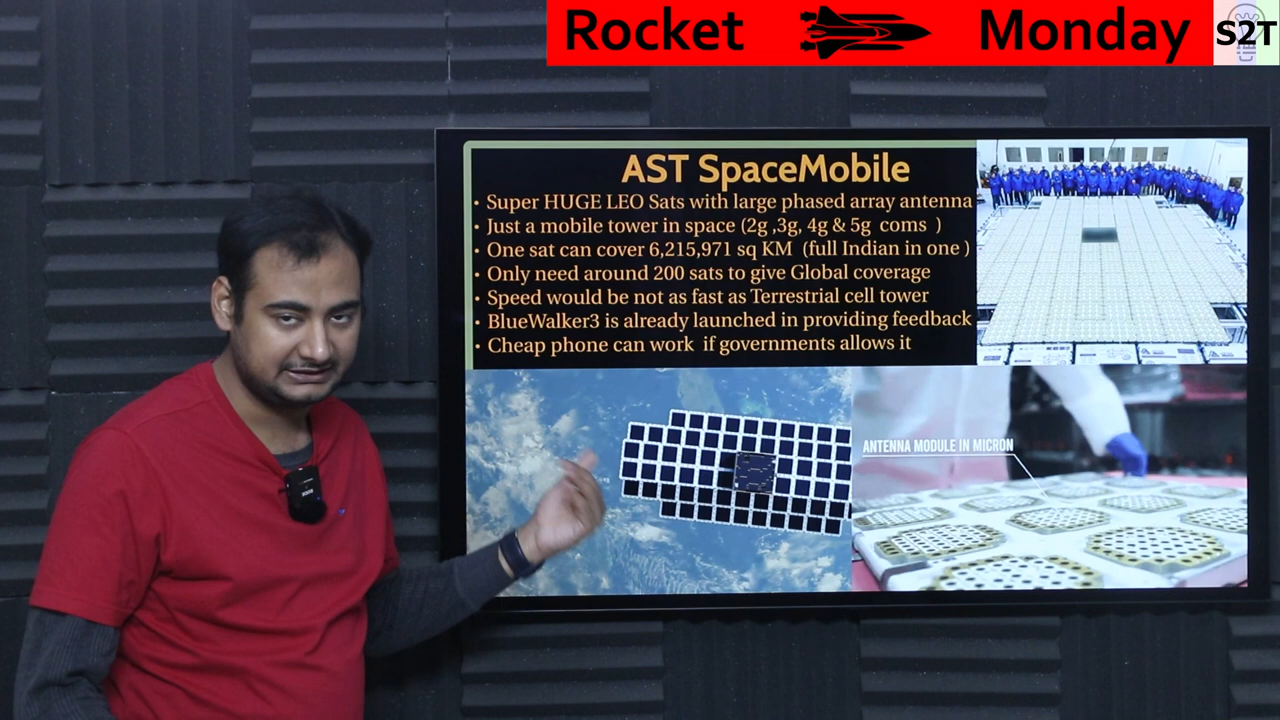 Rocket Monday S2T
AST SpaceMobile
• Super HUGE LEO Sats with large phased array antenna
• Just a mobile tower in space (2g ,3g, 4g & 5g coms )
• One sat can cover 6,215,971 sq KM (full Indian in one )
• Only need around 200 sats to give Global coverage
• Speed would be not as fast as Terrestrial cell tower
• BlueWalker3 is already launched in providing feedback
• Cheap phone can work if governments allows it
ANTENNA MODULE IN MICRON